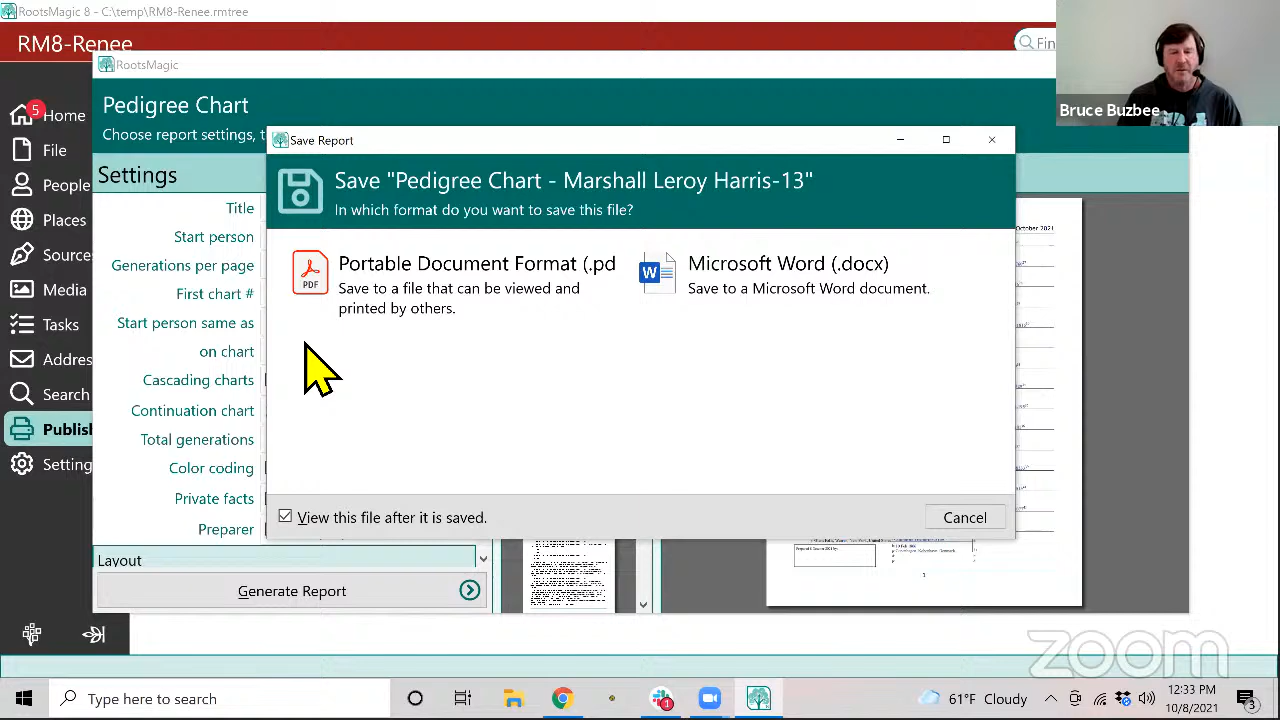 RootsMagic 8 - C:\temp\RM8-Renee.rmtree
RM8-Renee
Fin
RootsMagic
Bruce Buzbee
Pedigree Chart
Choose report settings, t
Save Report
Save "Pedigree Chart - Marshall Leroy Harris-13"
In which format do you want to save this file?
Portable Document Format (.pd
Save to a file that can be viewed and
printed by others.
PDF
W
Microsoft Word (.docx)
Save to a Microsoft Word document.
View this file after it is saved.
Cancel
5
Home
File
People
Places
Source
Media
Tasks
Addres
Search
Publish
Setting
Settings
Title
Start person
Generations per page
First chart #
Start person same as
on chart
Cascading charts
Continuation chart
Total generations
Color coding
Private facts
Preparer
Layout
Generate Report
October 2021
zoom
Type here to search
1
61°F Cloudy
12:33 PM
10/8/2021
3